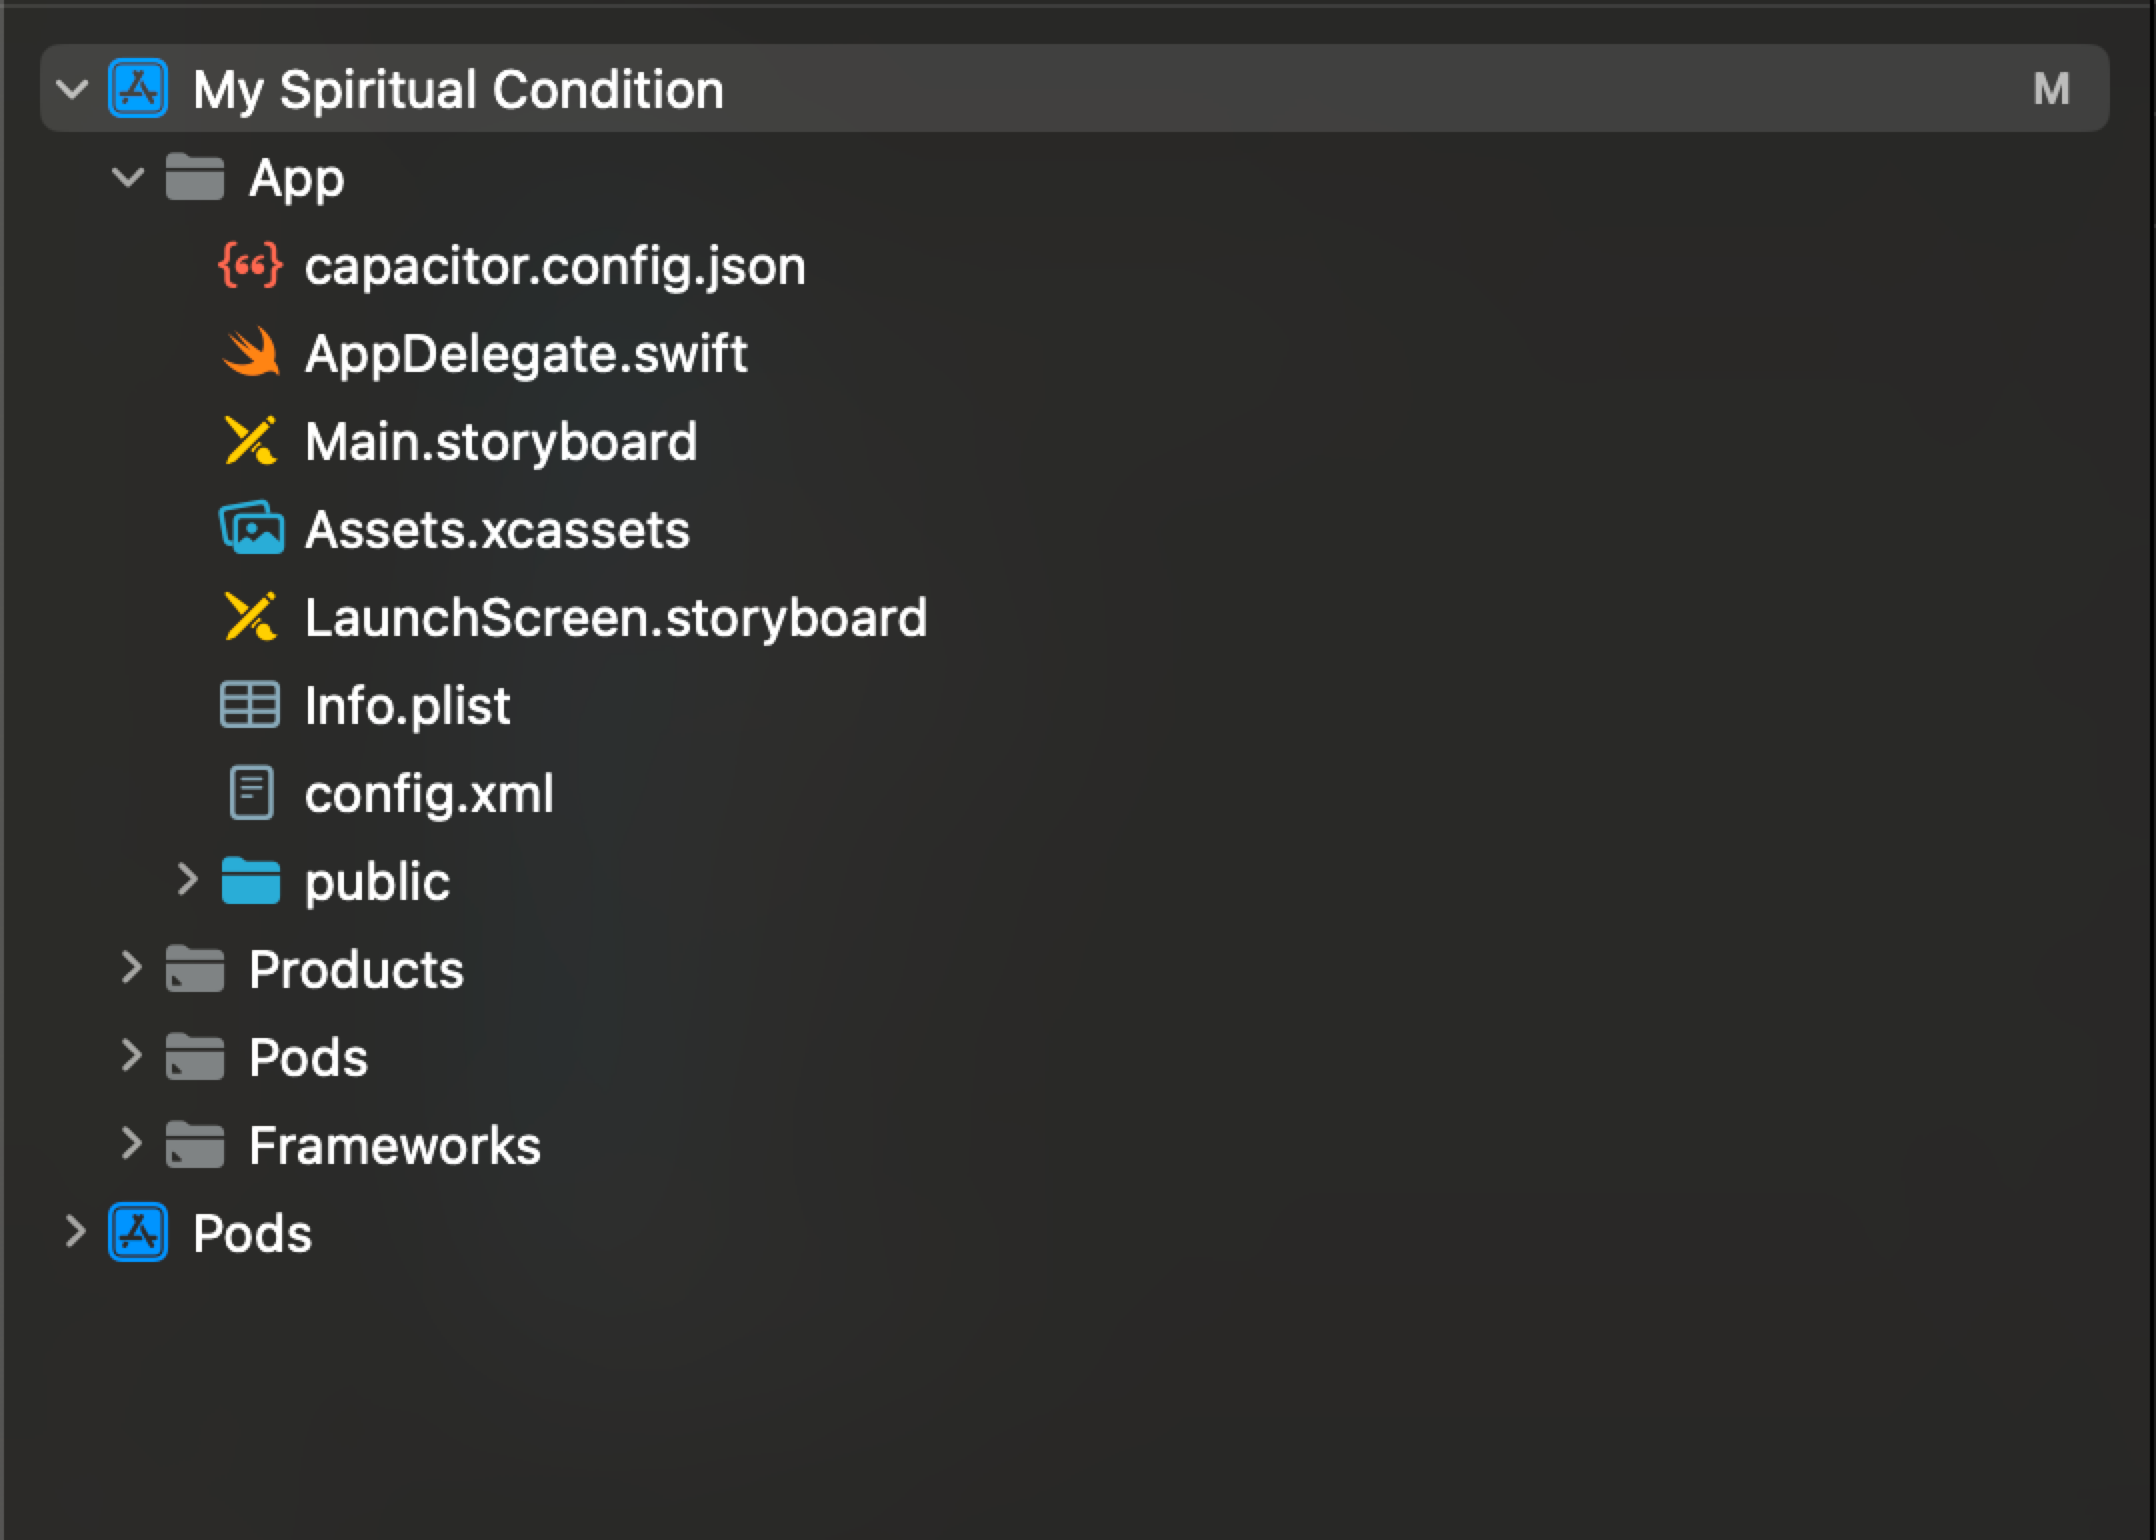 My Spiritual Condition M
App
capacitor.config.json
AppDelegate.swift
Main.storyboard
Assets.xcassets
LaunchScreen.storyboard
Info.plist
config.xml
public
Products
Pods
Frameworks
Pods